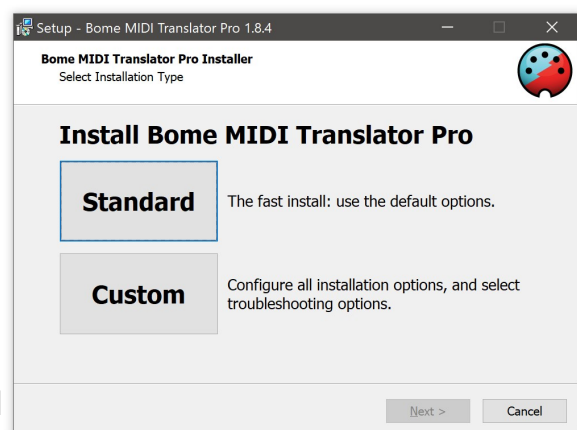 Setup - Bome MIDI Translator Pro 1.8.4
Bome MIDI Translator Pro Installer
Select Installation Type
Install Bome MIDI Translator Pro
Standard
The fast install: use the default options.
Custom
Configure all installation options, and select
troubleshooting options.
Next >
Cancel